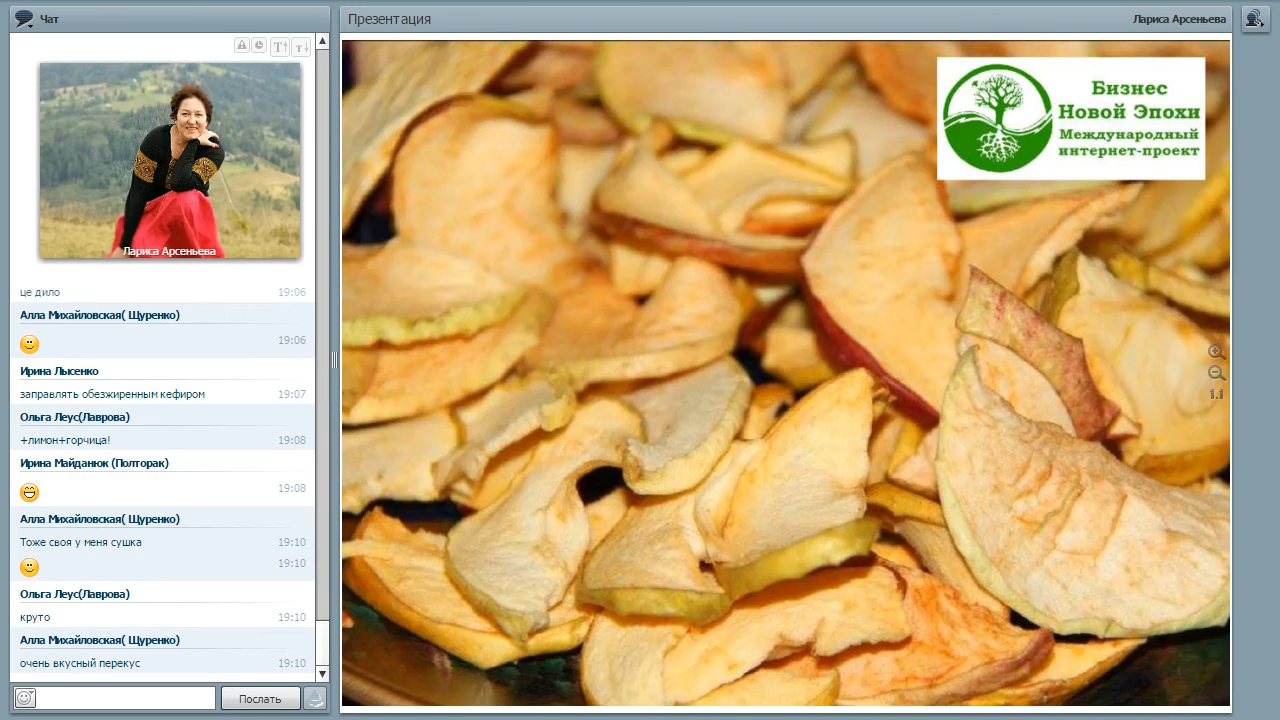 Чат
Лариса Арсеньева
це дило 19:06
Алла Михайловская( Щуренко)
19:06
Ирина Лысенко
заправлять обезжиренным кефиром 19:07
Ольга Леус(Лаврова)
+лимон+горчица! 19:08
Ирина Майданюк (Полторак)
19:08
Алла Михайловская( Щуренко)
Тоже своя у меня сушка 19:10
19:10
Ольга Леус(Лаврова)
круто 19:10
Алла Михайловская( Щуренко)
очень вкусный перекус 19:10
Послать
Презентация
Лариса Арсеньева
Бизнес
Новой Эпохи
Международный
интернет-проект
1:1